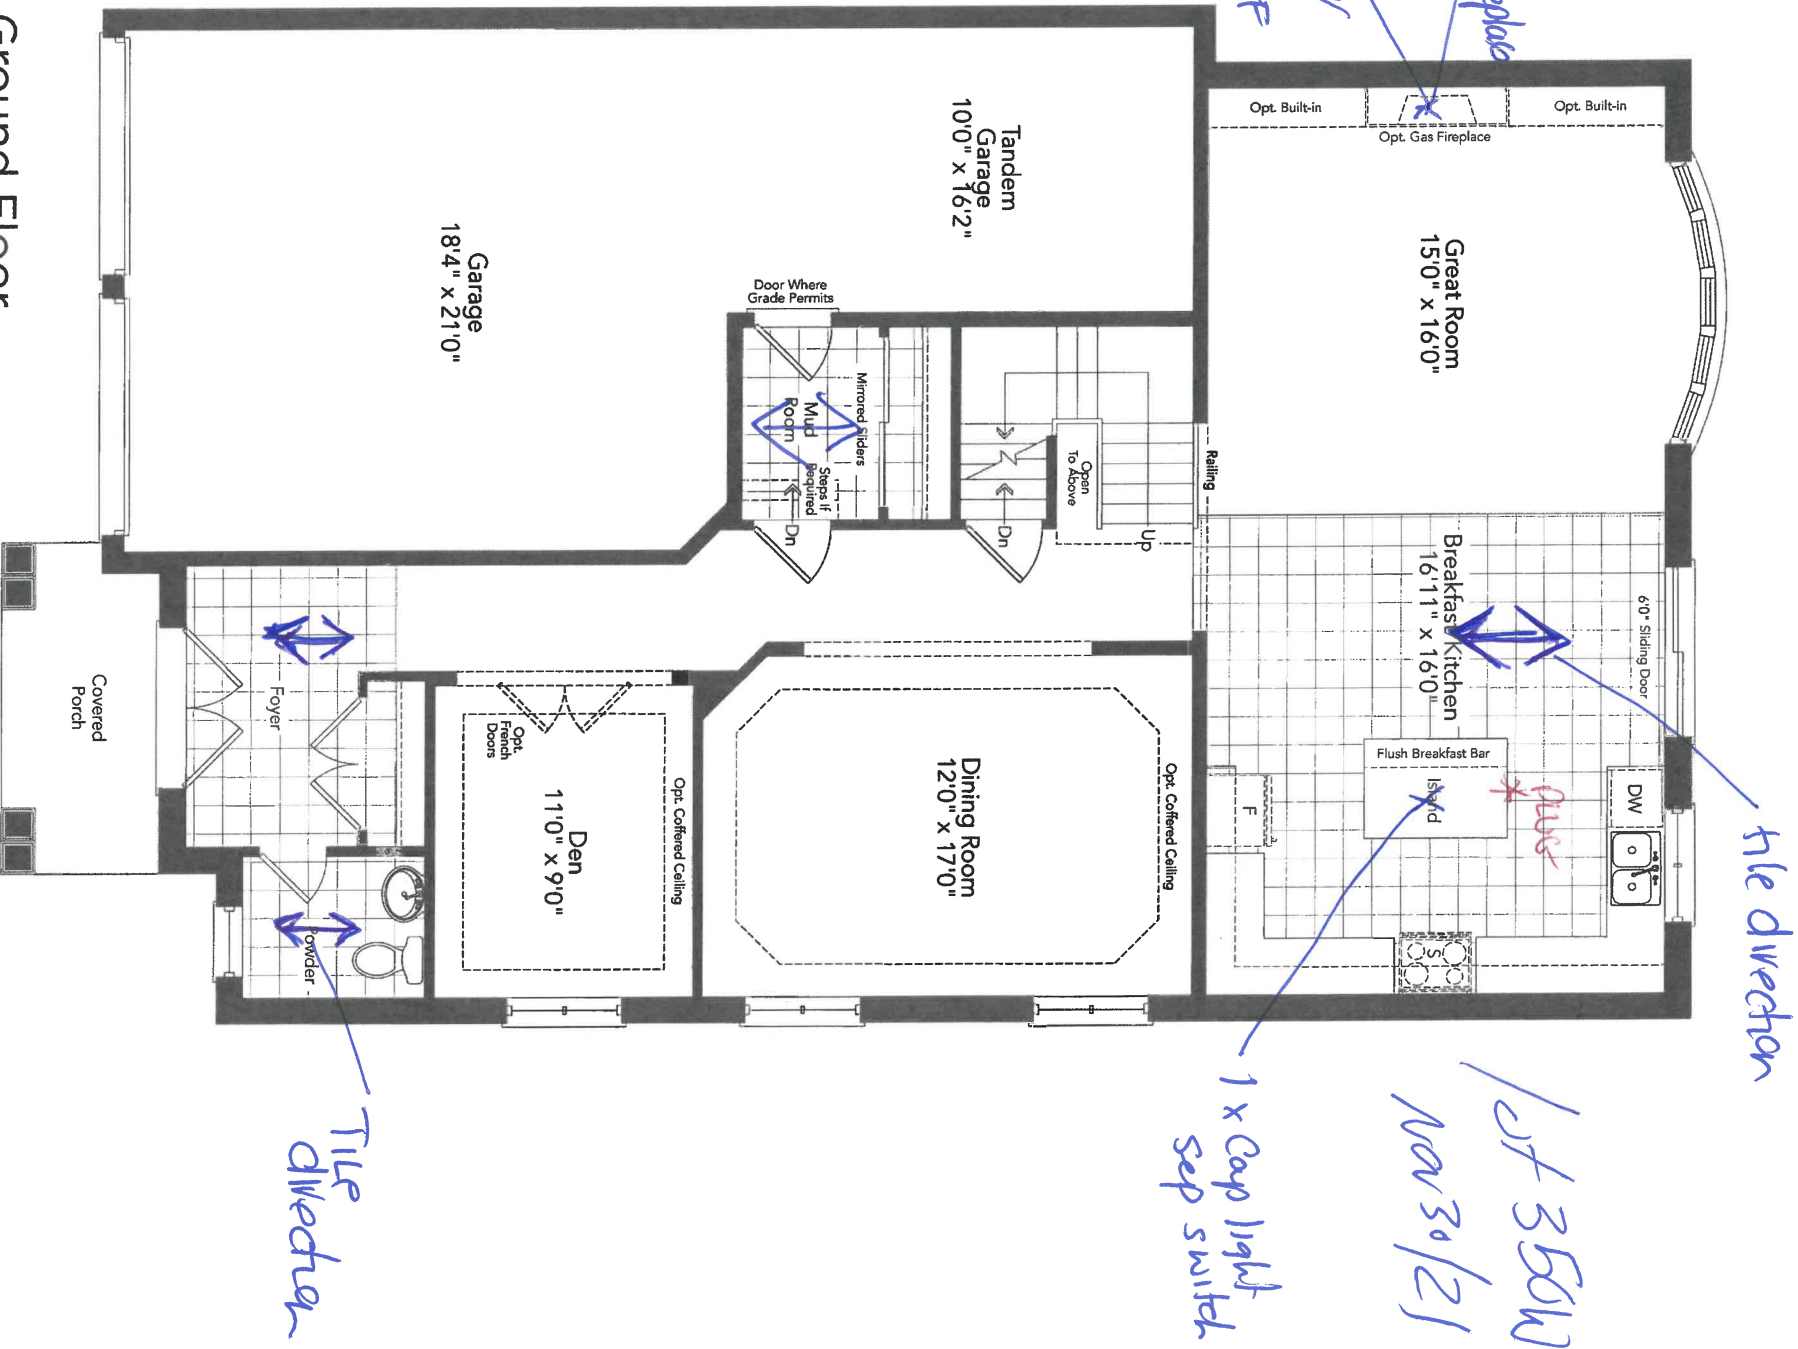 Ground Floor
Opt. Built-in
Opt. Gas Fireplace
Opt. Built-in
Great Room
15'0" x 16'0"
Tandem
Garage
10'0" x 16'2"
Garage
18'4" x 21'0"
Door Where
Grade Permits
Mirrored Sliders
Mud
Room
Steps If
Required
Dn
Open
To Above
Dn
Up
Railing
Breakfast/Kitchen
16'11" x 16'0"
6'0" Sliding Door
Flush Breakfast Bar
Island
Plug
DW
F
S
Opt. Coffered Ceiling
Dining Room
12'0" x 17'0"
Opt. Coffered Ceiling
Den
11'0" x 9'0"
Opt.
French
Doors
Foyer
Powder
Covered
Porch
tile direction
Lot 35W
Nov 30/21
1 x Cap light
sep switch
Tile
direction